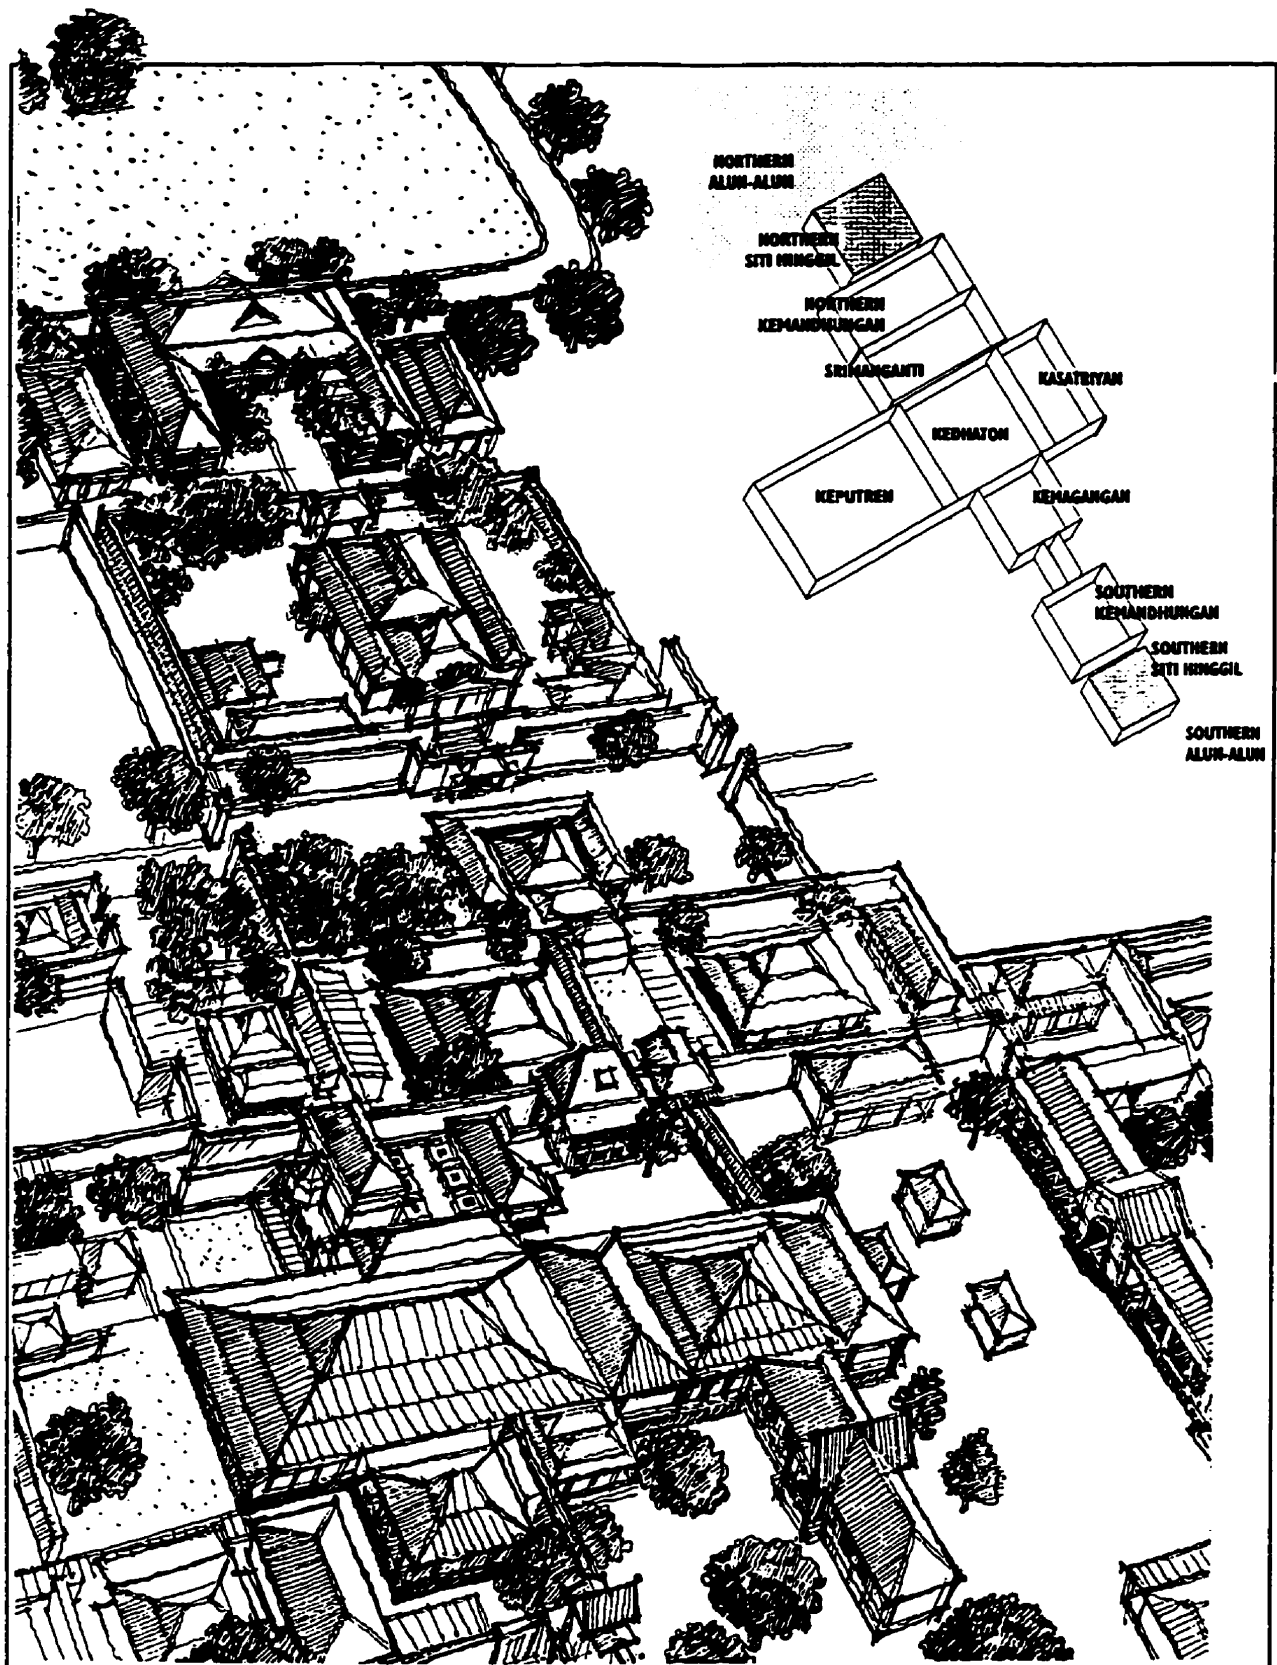 NORTHERN
ALUN-ALUN
NORTHERN
SITI HINGGIL
NORTHERN
KEMANDHUNGAN
SRIMANGANTI
KASATRIYAN
KEDHATON
KEPUTREN
KEMAGANGAN
SOUTHERN
KEMANDHUNGAN
SOUTHERN
SITI HINGGIL
SOUTHERN
ALUN-ALUN